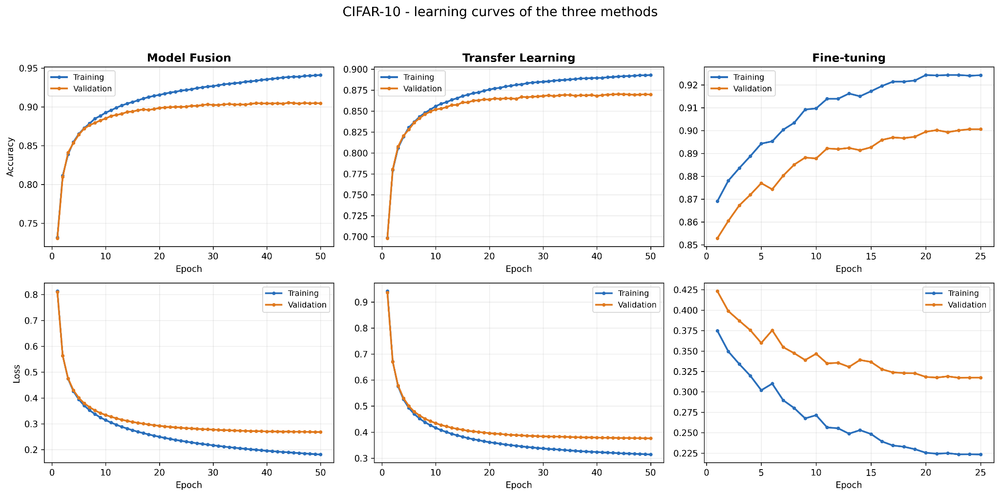 CIFAR-10 - learning curves of the three methods
Model Fusion
Transfer Learning
Fine-tuning
Accuracy
0.95
0.90
0.85
0.80
0.75
Training
Validation
0 10 20 30 40 50
Epoch
0.900
0.875
0.850
0.825
0.800
0.775
0.750
0.725
0.700
Training
Validation
0 10 20 30 40 50
Epoch
0.92
0.91
0.90
0.89
0.88
0.87
0.86
0.85
Training
Validation
0 5 10 15 20 25
Epoch
Loss
0.8
0.7
0.6
0.5
0.4
0.3
0.2
Training
Validation
0 10 20 30 40 50
Epoch
0.9
0.8
0.7
0.6
0.5
0.4
0.3
Training
Validation
0 10 20 30 40 50
Epoch
0.425
0.400
0.375
0.350
0.325
0.300
0.275
0.250
0.225
Training
Validation
0 5 10 15 20 25
Epoch